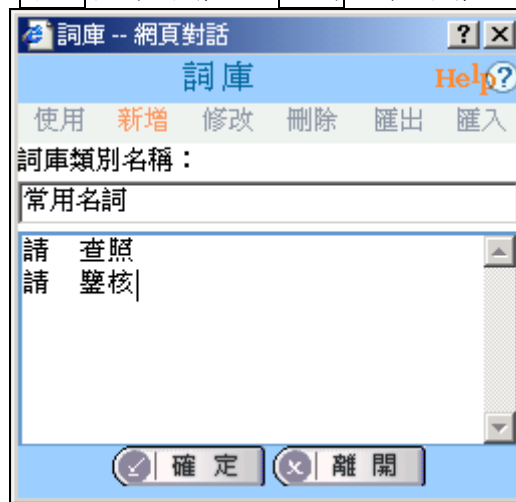 詞庫 -- 網頁對話
詞庫 Help?
使用 新增 修改 刪除 匯出 匯入
詞庫類別名稱：
常用名詞
請　查照
請　鑒核
確定 離開